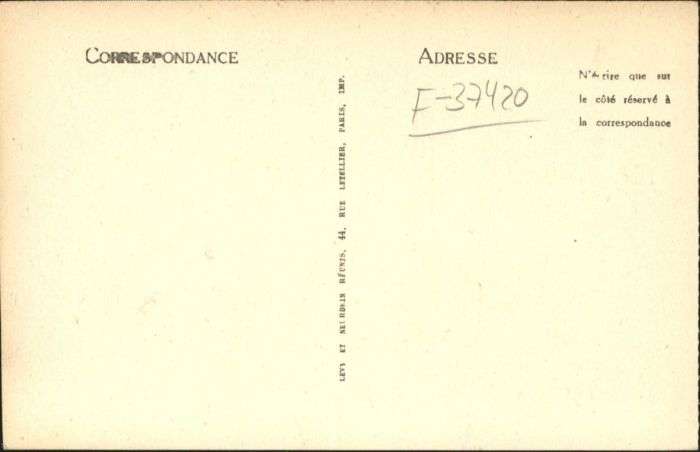 CORRESPONDANCE
ADRESSE
N'écrire que sur
le côté réservé à
la correspondance
F-37420
LEVY ET NEURDEIN RÉUNIS, 44, RUE LETELLIER, PARIS, IMP.